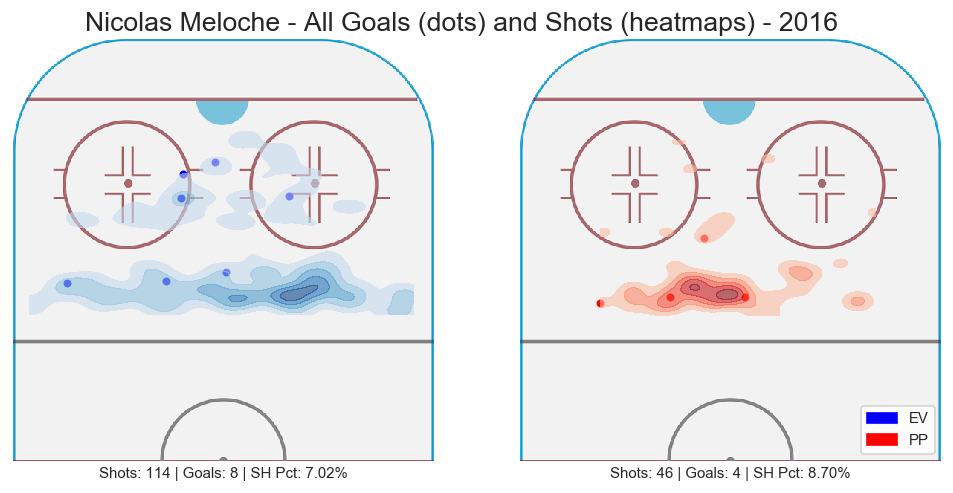 Nicolas Meloche - All Goals (dots) and Shots (heatmaps) - 2016
EV
PP
Shots: 114 | Goals: 8 | SH Pct: 7.02%
Shots: 46 | Goals: 4 | SH Pct: 8.70%